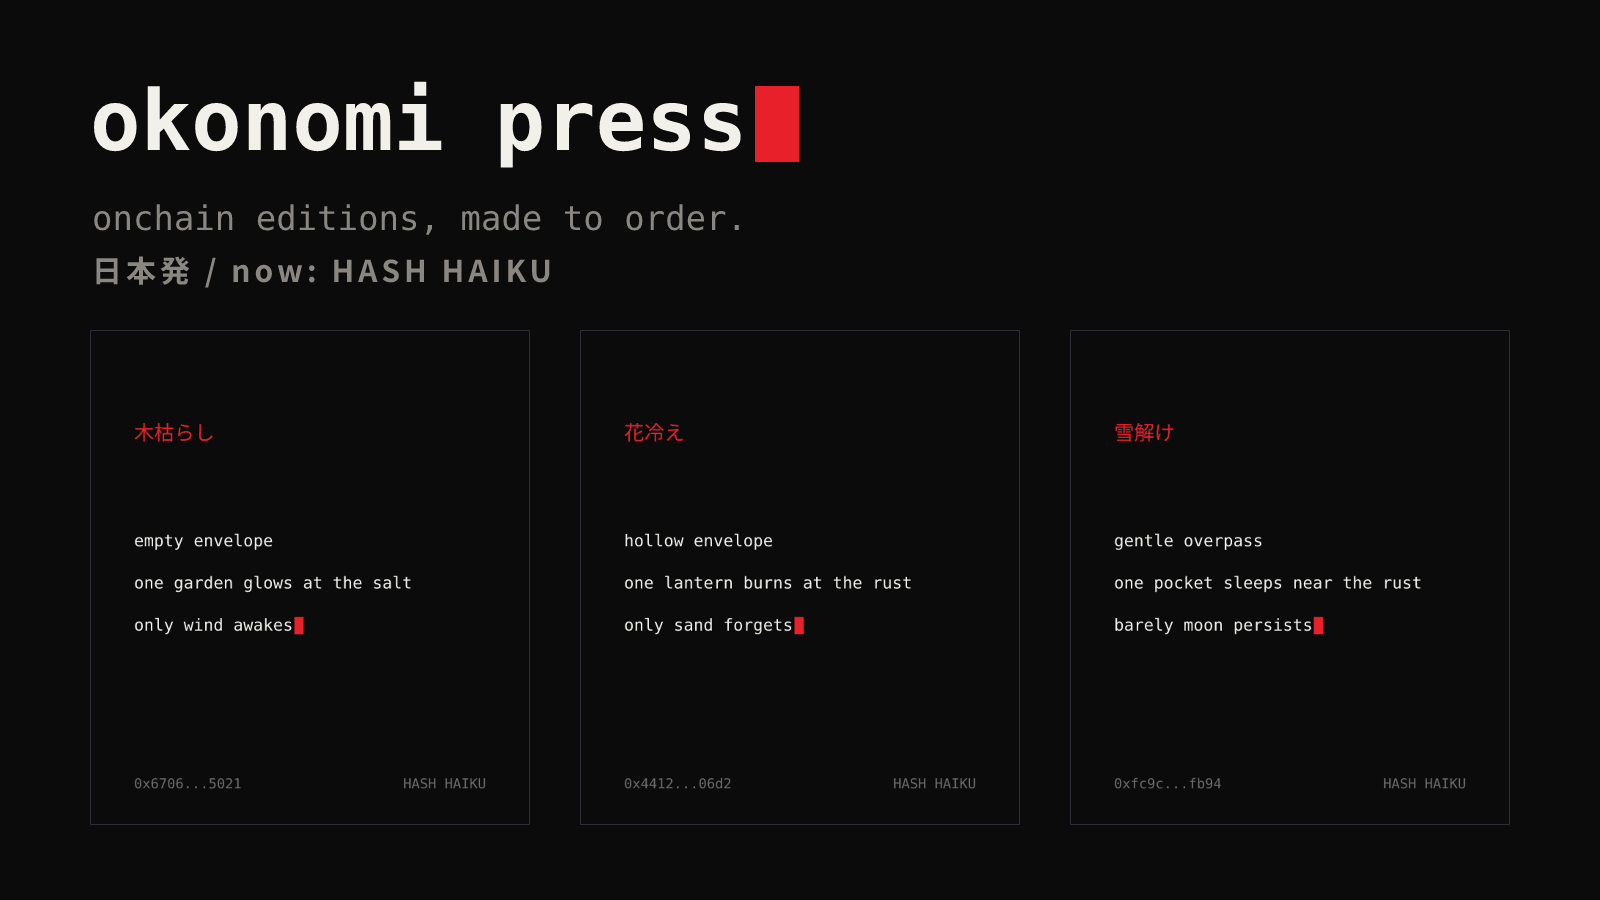 okonomi press
onchain editions, made to order.
日本発 / now: HASH HAIKU
木枯らし
empty envelope
one garden glows at the salt
only wind awakes
0x6706...5021 HASH HAIKU
花冷え
hollow envelope
one lantern burns at the rust
only sand forgets
0x4412...06d2 HASH HAIKU
雪解け
gentle overpass
one pocket sleeps near the rust
barely moon persists
0xfc9c...fb94 HASH HAIKU